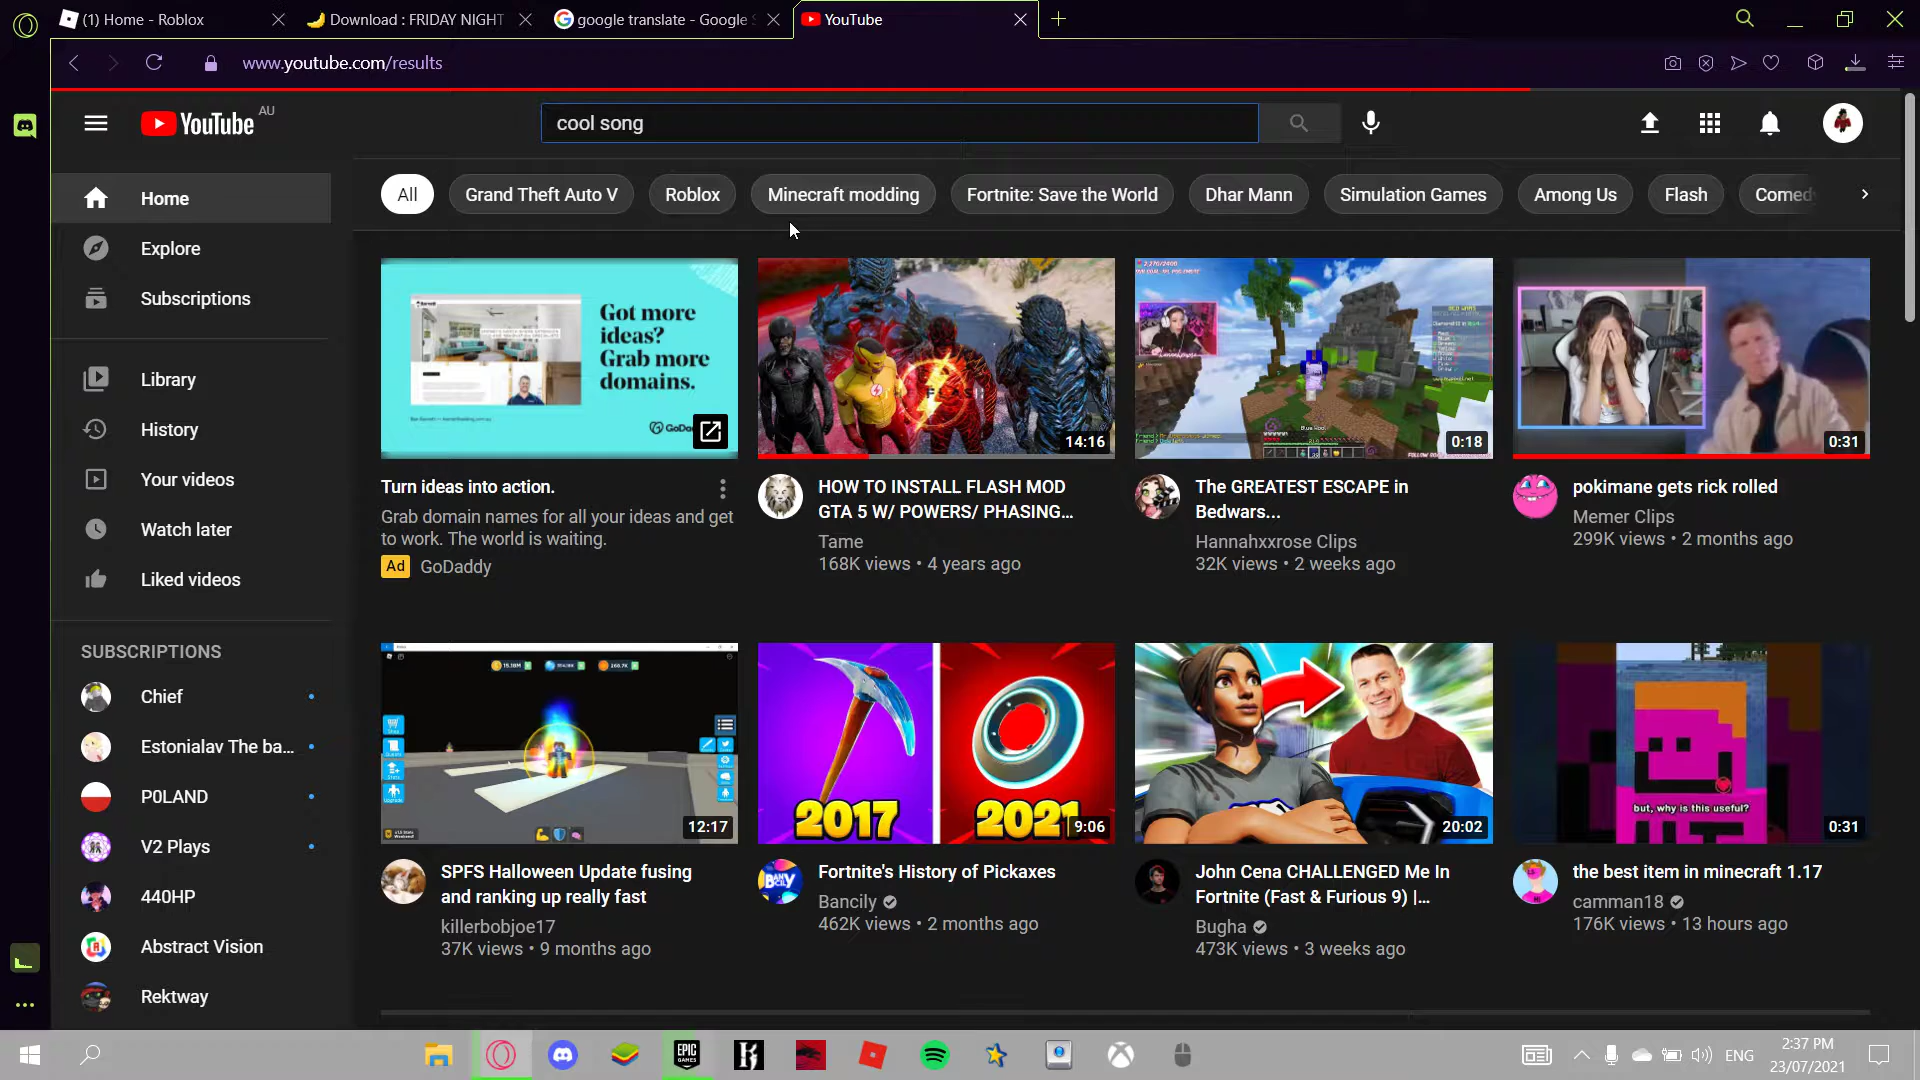 (1) Home - Roblox
Download : FRIDAY NIGHT
google translate - Google
YouTube
www.youtube.com/results
YouTube AU
cool song
All
Grand Theft Auto V
Roblox
Minecraft modding
Fortnite: Save the World
Dhar Mann
Simulation Games
Among Us
Flash
Comed
Home
Explore
Subscriptions
Library
History
Your videos
Watch later
Liked videos
SUBSCRIPTIONS
Chief
Estonialav The ba...
P0LAND
V2 Plays
440HP
Abstract Vision
Rektway
Got more
ideas?
Grab more
domains.
Turn ideas into action.
Grab domain names for all your ideas and get
to work. The world is waiting.
Ad GoDaddy
14:16
HOW TO INSTALL FLASH MOD
GTA 5 W/ POWERS/ PHASING...
Tame
168K views • 4 years ago
0:18
The GREATEST ESCAPE in
Bedwars...
Hannahxxrose Clips
32K views • 2 weeks ago
0:31
pokimane gets rick rolled
Memer Clips
299K views • 2 months ago
12:17
SPFS Halloween Update fusing
and ranking up really fast
killerbobjoe17
37K views • 9 months ago
2017
2021
9:06
Fortnite's History of Pickaxes
Bancily
462K views • 2 months ago
20:02
John Cena CHALLENGED Me In
Fortnite (Fast & Furious 9) |...
Bugha
473K views • 3 weeks ago
but, why is this useful?
0:31
the best item in minecraft 1.17
camman18
176K views • 13 hours ago
EPIC
GAMES
ENG
2:37 PM
23/07/2021